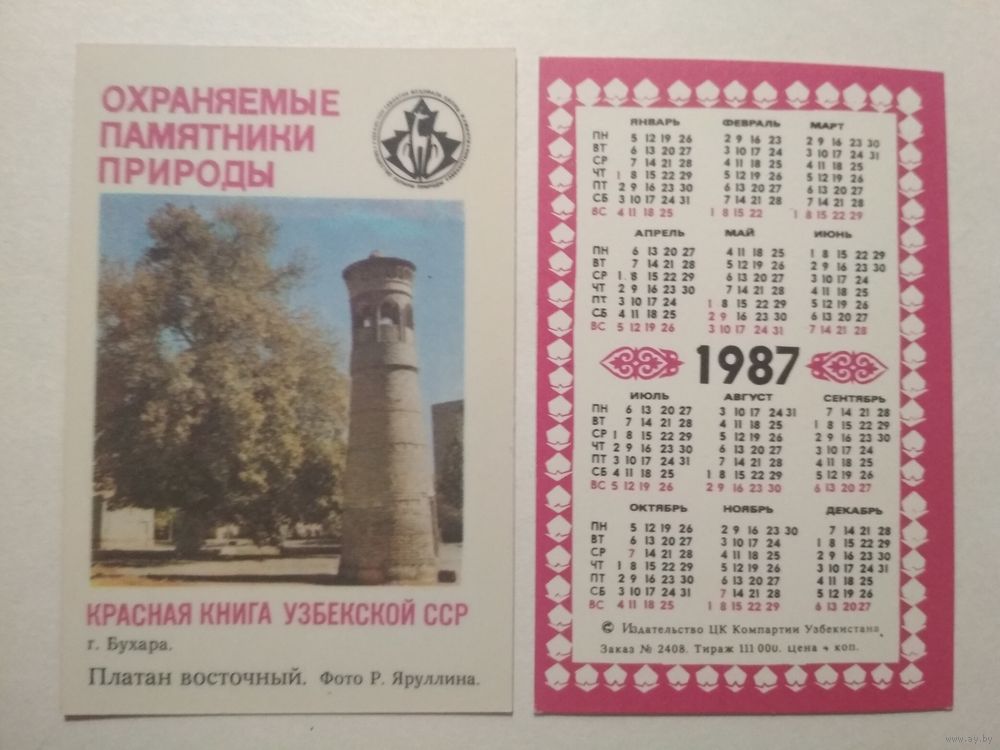 ОХРАНЯЕМЫЕ
ПАМЯТНИКИ
ПРИРОДЫ
КРАСНАЯ КНИГА УЗБЕКСКОЙ ССР
г. Бухара.
Платан восточный. Фото Р. Яруллина.
ЯНВАРЬ ФЕВРАЛЬ МАРТ
ПН 5 12 19 26 2 9 16 23 2 9 16 23 30
ВТ 6 13 20 27 3 10 17 24 3 10 17 24 31
СР 7 14 21 28 4 11 18 25 4 11 18 25
ЧТ 1 8 15 22 29 5 12 19 26 5 12 19 26
ПТ 2 9 16 23 30 6 13 20 27 6 13 20 27
СБ 3 10 17 24 31 7 14 21 28 7 14 21 28
ВС 4 11 18 25 1 8 15 22 1 8 15 22 29
АПРЕЛЬ МАЙ ИЮНЬ
ПН 6 13 20 27 4 11 18 25 1 8 15 22 29
ВТ 7 14 21 28 5 12 19 26 2 9 16 23 30
СР 1 8 15 22 29 6 13 20 27 3 10 17 24
ЧТ 2 9 16 23 30 7 14 21 28 4 11 18 25
ПТ 3 10 17 24 1 8 15 22 29 5 12 19 26
СБ 4 11 18 25 2 9 16 23 30 6 13 20 27
ВС 5 12 19 26 3 10 17 24 31 7 14 21 28
1987
ИЮЛЬ АВГУСТ СЕНТЯБРЬ
ПН 6 13 20 27 3 10 17 24 31 7 14 21 28
ВТ 7 14 21 28 4 11 18 25 1 8 15 22 29
СР 1 8 15 22 29 5 12 19 26 2 9 16 23 30
ЧТ 2 9 16 23 30 6 13 20 27 3 10 17 24
ПТ 3 10 17 24 31 7 14 21 28 4 11 18 25
СБ 4 11 18 25 1 8 15 22 29 5 12 19 26
ВС 5 12 19 26 2 9 16 23 30 6 13 20 27
ОКТЯБРЬ НОЯБРЬ ДЕКАБРЬ
ПН 5 12 19 26 2 9 16 23 30 7 14 21 28
ВТ 6 13 20 27 3 10 17 24 1 8 15 22 29
СР 7 14 21 28 4 11 18 25 2 9 16 23 30
ЧТ 1 8 15 22 29 5 12 19 26 3 10 17 24 31
ПТ 2 9 16 23 30 6 13 20 27 4 11 18 25
СБ 3 10 17 24 31 7 14 21 28 5 12 19 26
ВС 4 11 18 25 1 8 15 22 29 6 13 20 27
© Издательство ЦК Компартии Узбекистана
Заказ № 2408. Тираж 111 000. цена 4 коп.
www.ay.by